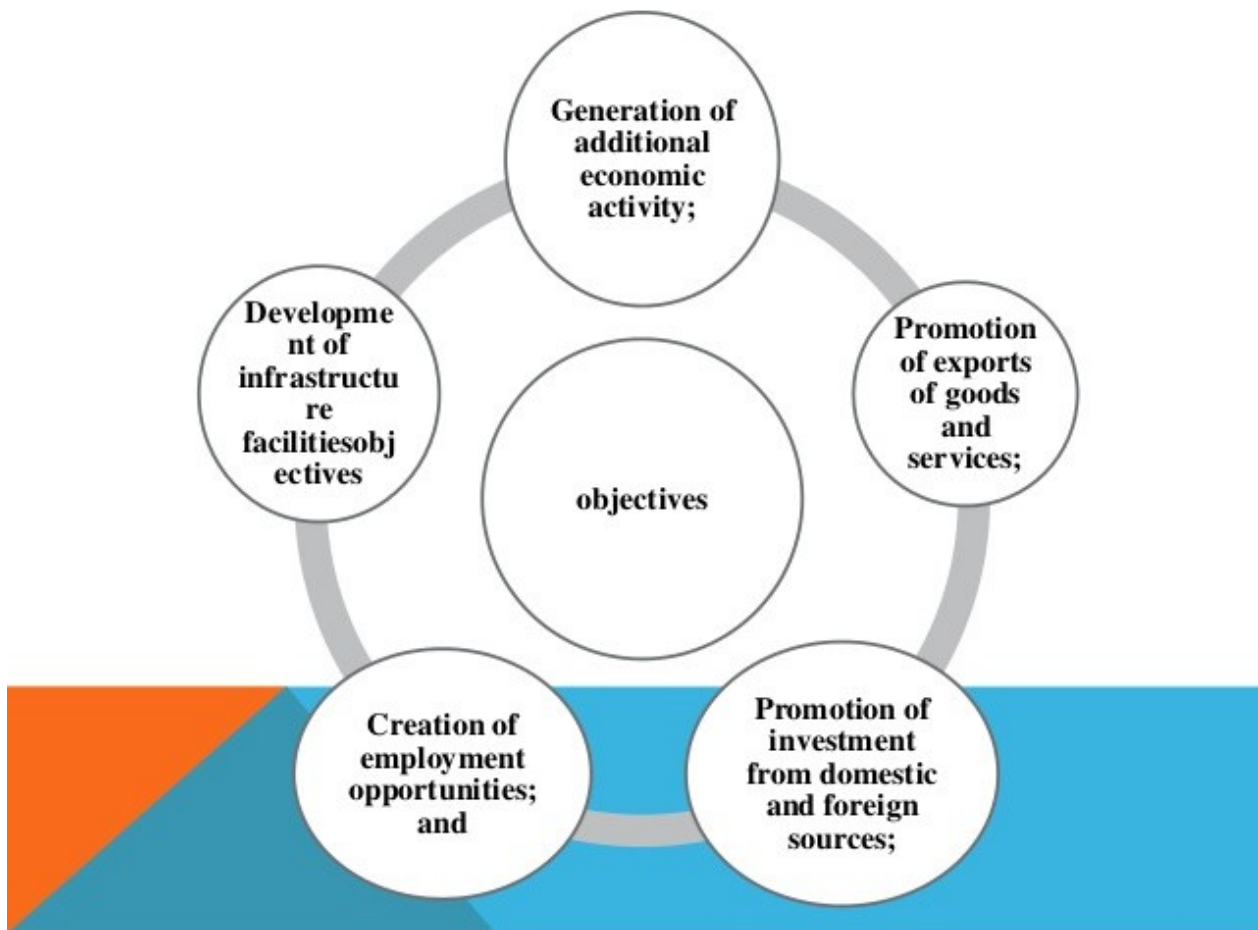 Generation of
additional
economic
activity;
Promotion
of exports
of goods
and
services;
Promotion of
investment
from domestic
and foreign
sources;
Creation of
employment
opportunities;
and
Developme
nt of
infrastructu
re
facilitiesobj
ectives
objectives